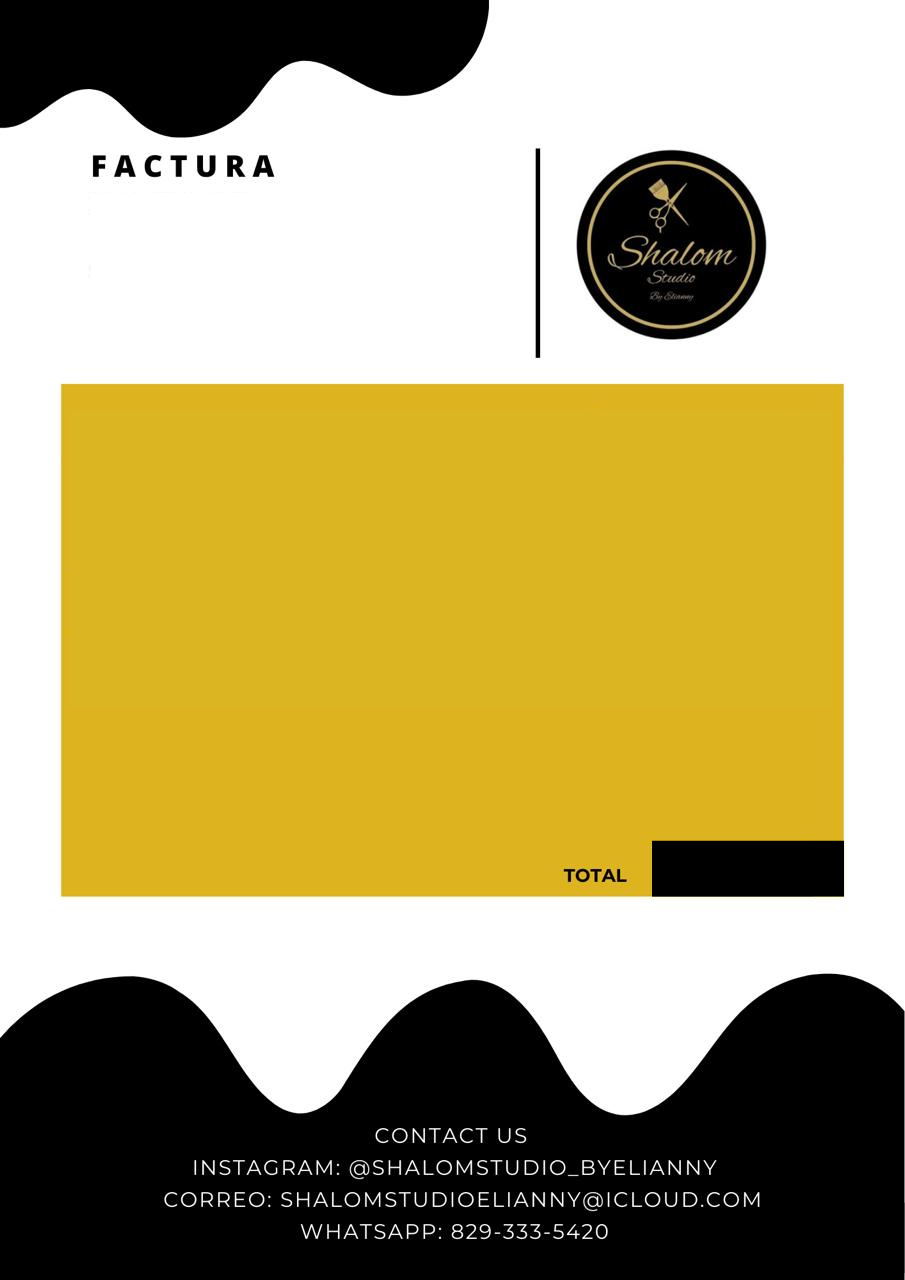 FACTURA
Shalom
Studio
By Elianny
TOTAL
CONTACT US
INSTAGRAM: @SHALOMSTUDIO_BYELIANNY
CORREO: SHALOMSTUDIOELIANNY@ICLOUD.COM
WHATSAPP: 829-333-5420